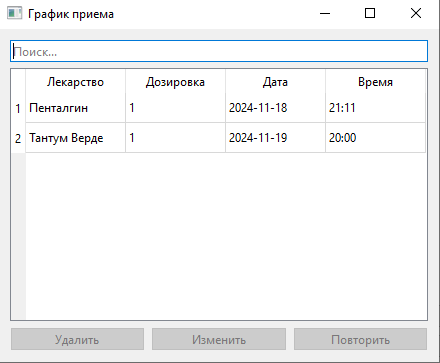 График приема
Поиск...
Лекарство Дозировка Дата Время
1 Пенталгин 1 2024-11-18 21:11
2 Тантум Верде 1 2024-11-19 20:00
Удалить Изменить Повторить